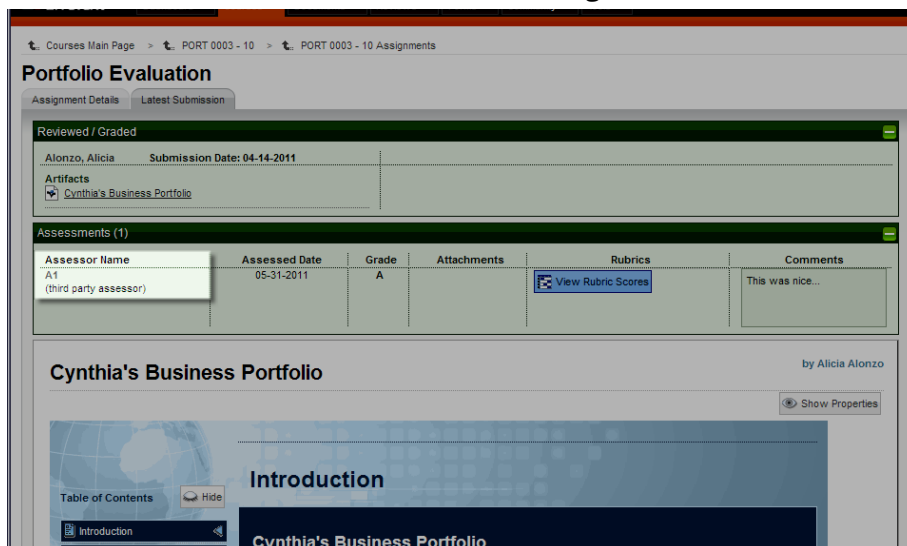 Courses Main Page > PORT 0003 - 10 > PORT 0003 - 10 Assignments
Portfolio Evaluation
Assignment Details Latest Submission
Reviewed / Graded
Alonzo, Alicia Submission Date: 04-14-2011
Artifacts
Cynthia's Business Portfolio
Assessments (1)
Assessor Name Assessed Date Grade Attachments Rubrics Comments
A1 05-31-2011 A View Rubric Scores This was nice...
(third party assessor)
Cynthia's Business Portfolio
by Alicia Alonzo
Show Properties
Introduction
Table of Contents Hide
Introduction
Cynthia's Business Portfolio